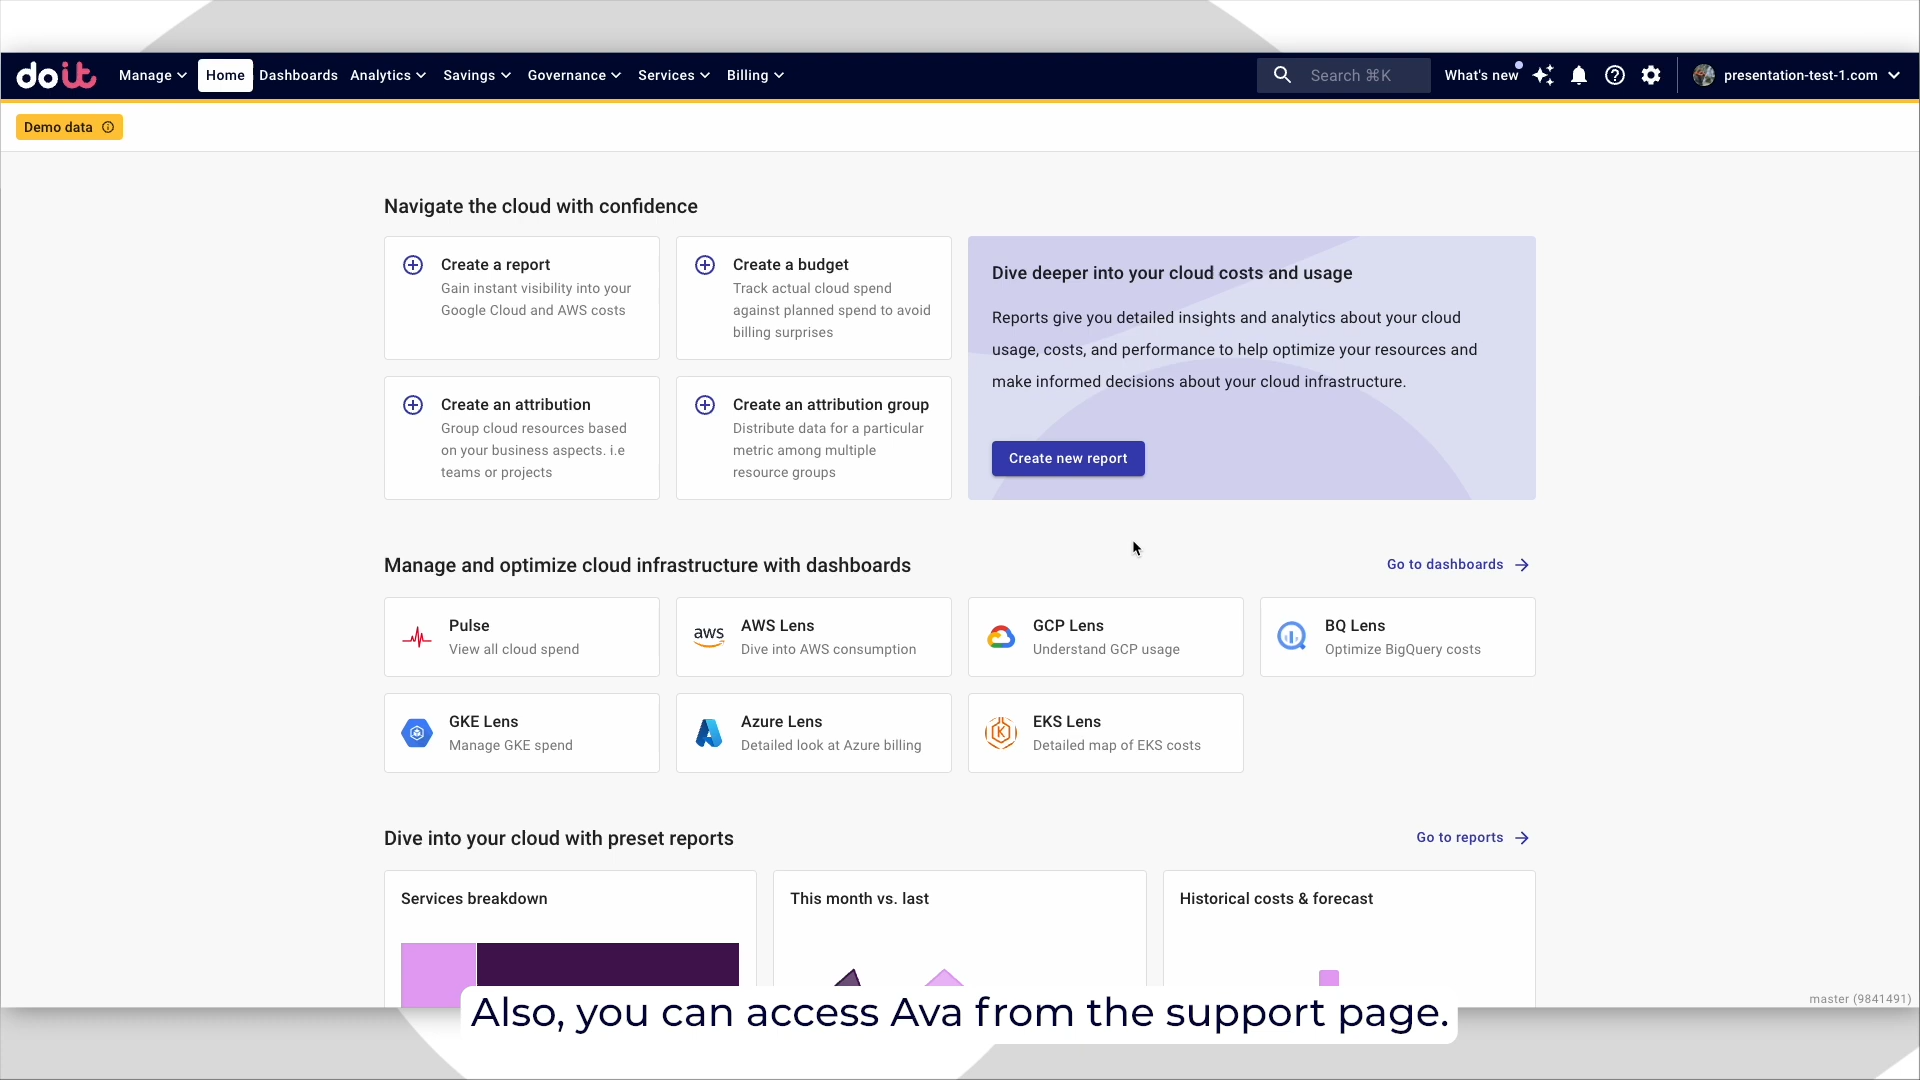 doit
Manage
Home
Dashboards
Analytics
Savings
Governance
Services
Billing
Search ⌘K
What's new
presentation-test-1.com
Demo data
Navigate the cloud with confidence
Create a report
Gain instant visibility into your
Google Cloud and AWS costs
Create a budget
Track actual cloud spend
against planned spend to avoid
billing surprises
Create an attribution
Group cloud resources based
on your business aspects. i.e
teams or projects
Create an attribution group
Distribute data for a particular
metric among multiple
resource groups
Dive deeper into your cloud costs and usage
Reports give you detailed insights and analytics about your cloud
usage, costs, and performance to help optimize your resources and
make informed decisions about your cloud infrastructure.
Create new report
Manage and optimize cloud infrastructure with dashboards
Go to dashboards
Pulse
View all cloud spend
aws
AWS Lens
Dive into AWS consumption
GCP Lens
Understand GCP usage
BQ Lens
Optimize BigQuery costs
GKE Lens
Manage GKE spend
Azure Lens
Detailed look at Azure billing
K
EKS Lens
Detailed map of EKS costs
Dive into your cloud with preset reports
Go to reports
Services breakdown
This month vs. last
Historical costs & forecast
master (9841491)
Also, you can access Ava from the support page.